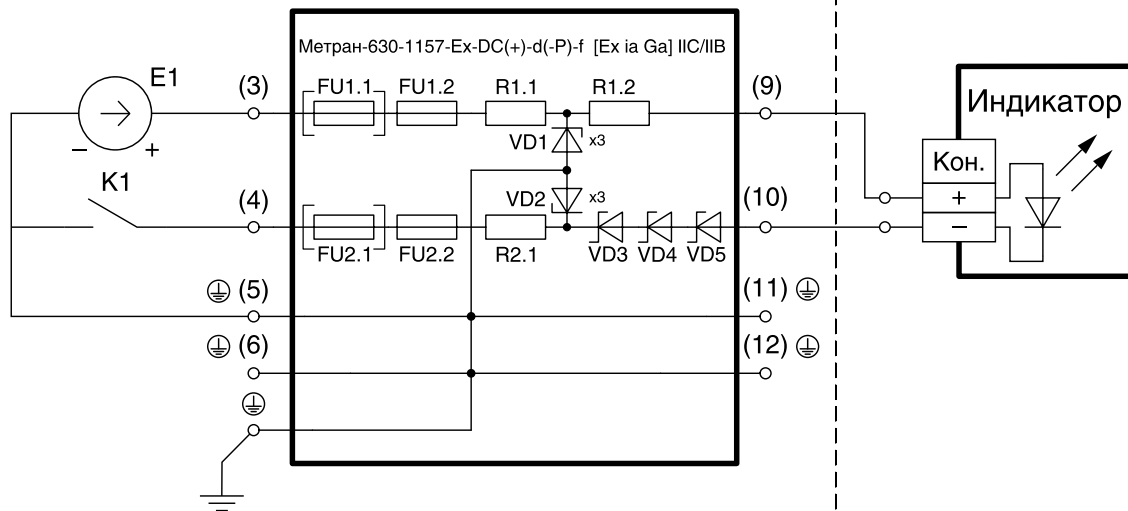 Метран-630-1157-Ex-DC(+)-d(-P)-f [Ex ia Ga] IIC/IIB
E1
(3)
FU1.1
FU1.2
R1.1
R1.2
(9)
Индикатор
– +
VD1
x3
Кон.
K1
(4)
VD2
x3
(10)
+
–
FU2.1
FU2.2
R2.1
VD3
VD4
VD5
(5)
(11)
(6)
(12)